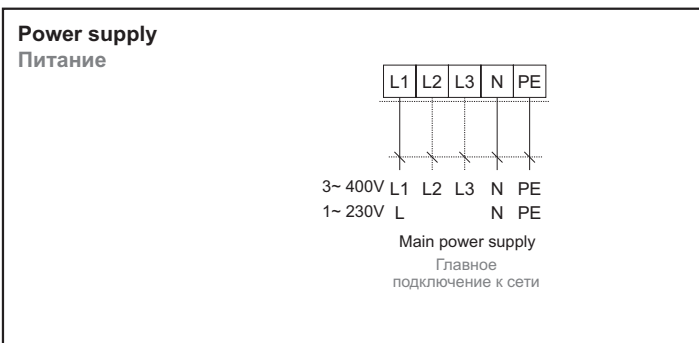 Power supply
Питание
L1 L2 L3 N PE
3~ 400V L1 L2 L3 N PE
1~ 230V L N PE
Main power supply
Главное
подключение к сети